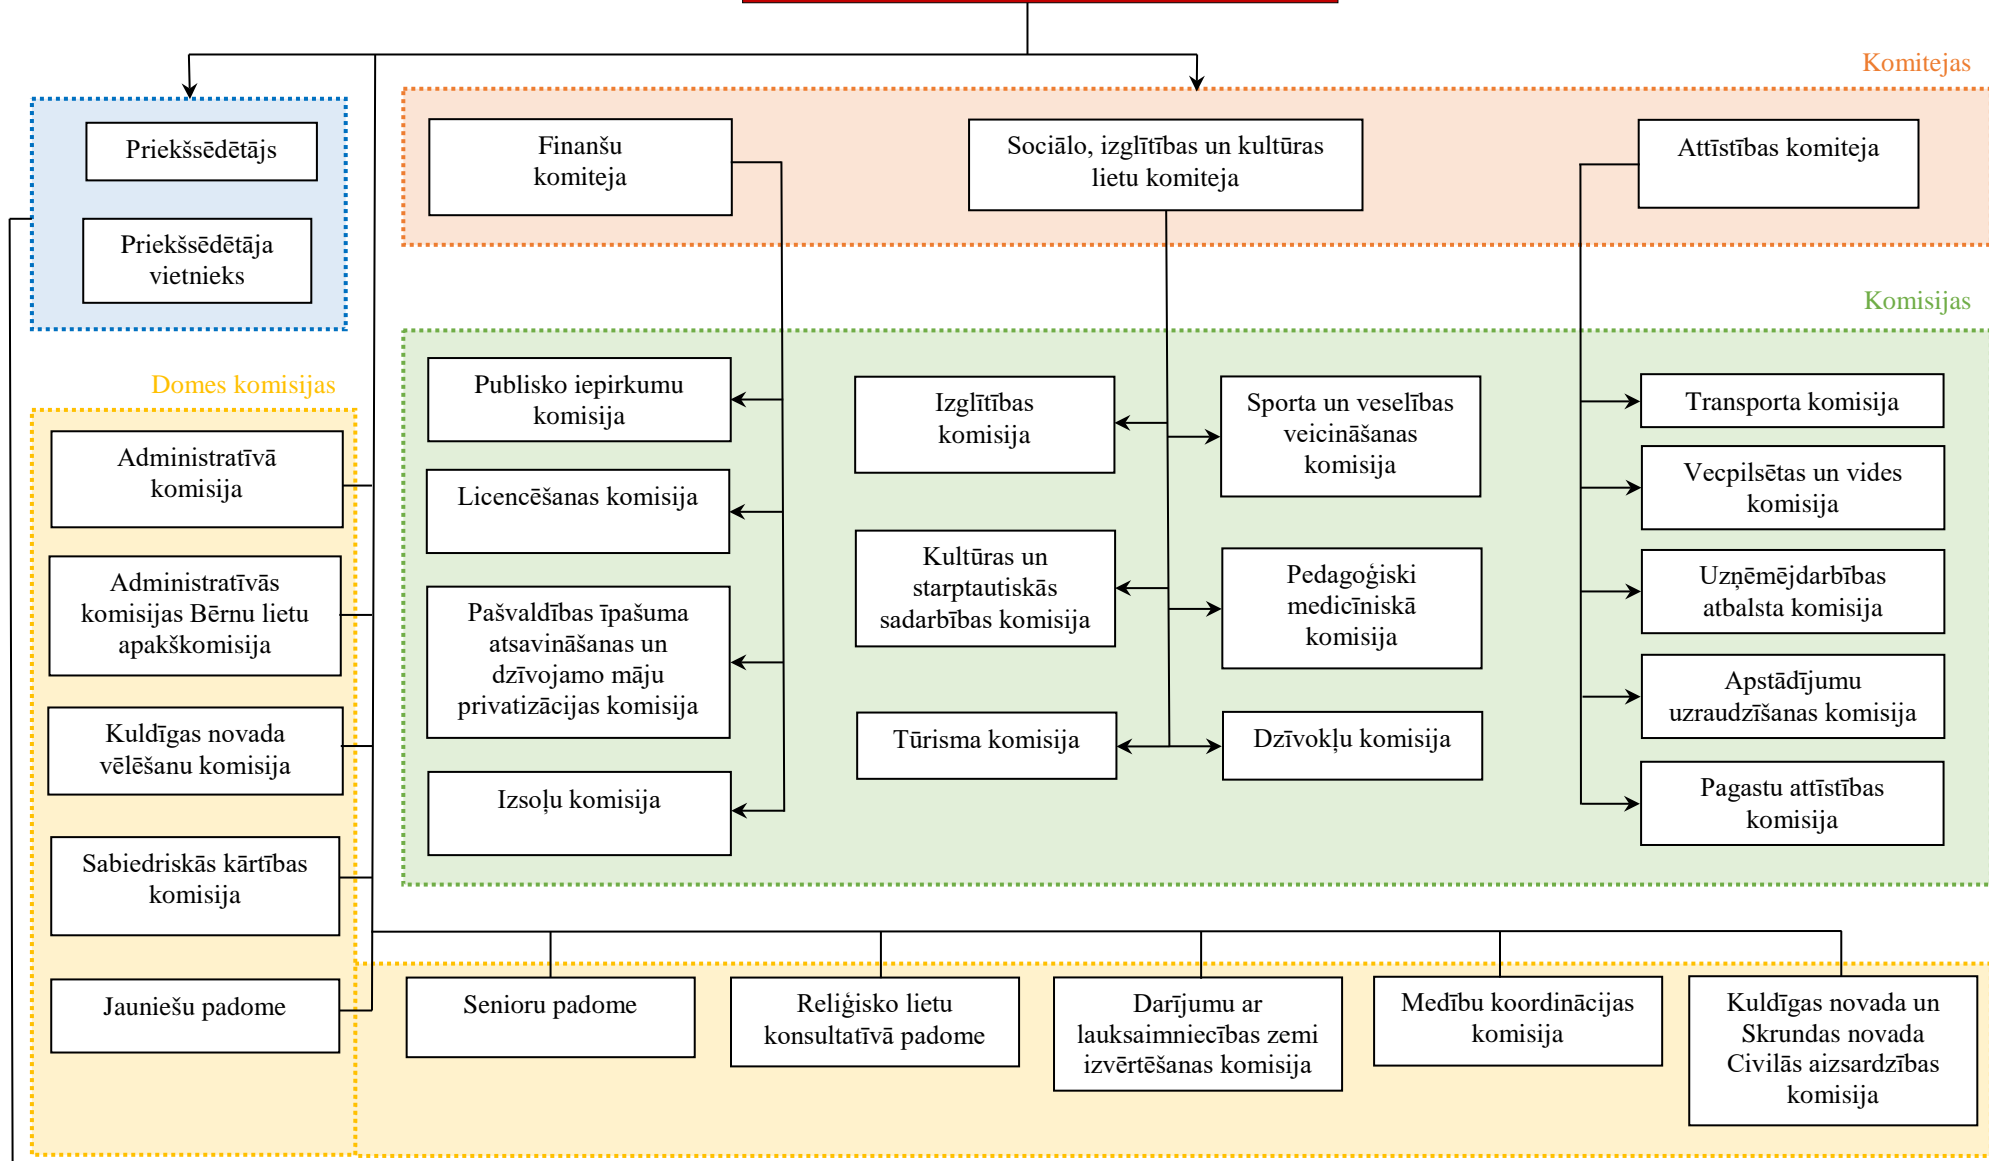 Komitejas
Priekšsēdētājs
Priekšsēdētāja
vietnieks
Finanšu
komiteja
Sociālo, izglītības un kultūras
lietu komiteja
Attīstības komiteja
Komisijas
Publisko iepirkumu
komisija
Licencēšanas komisija
Pašvaldības īpašuma
atsavināšanas un
dzīvojamo māju
privatizācijas komisija
Izsoļu komisija
Izglītības
komisija
Kultūras un
starptautiskās
sadarbības komisija
Tūrisma komisija
Sporta un veselības
veicināšanas
komisija
Pedagoģiski
medicīniskā
komisija
Dzīvokļu komisija
Transporta komisija
Vecpilsētas un vides
komisija
Uzņēmējdarbības
atbalsta komisija
Apstādījumu
uzraudzīšanas komisija
Pagastu attīstības
komisija
Domes komisijas
Administratīvā
komisija
Administratīvās
komisijas Bērnu lietu
apakškomisija
Kuldīgas novada
vēlēšanu komisija
Sabiedriskās kārtības
komisija
Jauniešu padome
Senioru padome
Reliģisko lietu
konsultatīvā padome
Darījumu ar
lauksaimniecības zemi
izvērtēšanas komisija
Medību koordinācijas
komisija
Kuldīgas novada un
Skrundas novada
Civilās aizsardzības
komisija